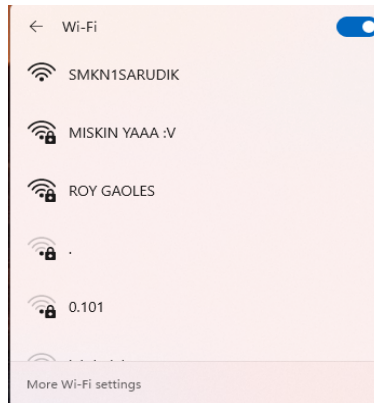 Wi-Fi
SMKN1SARUDIK
MISKIN YAAA :V
ROY GAOLES
.
0.101
More Wi-Fi settings